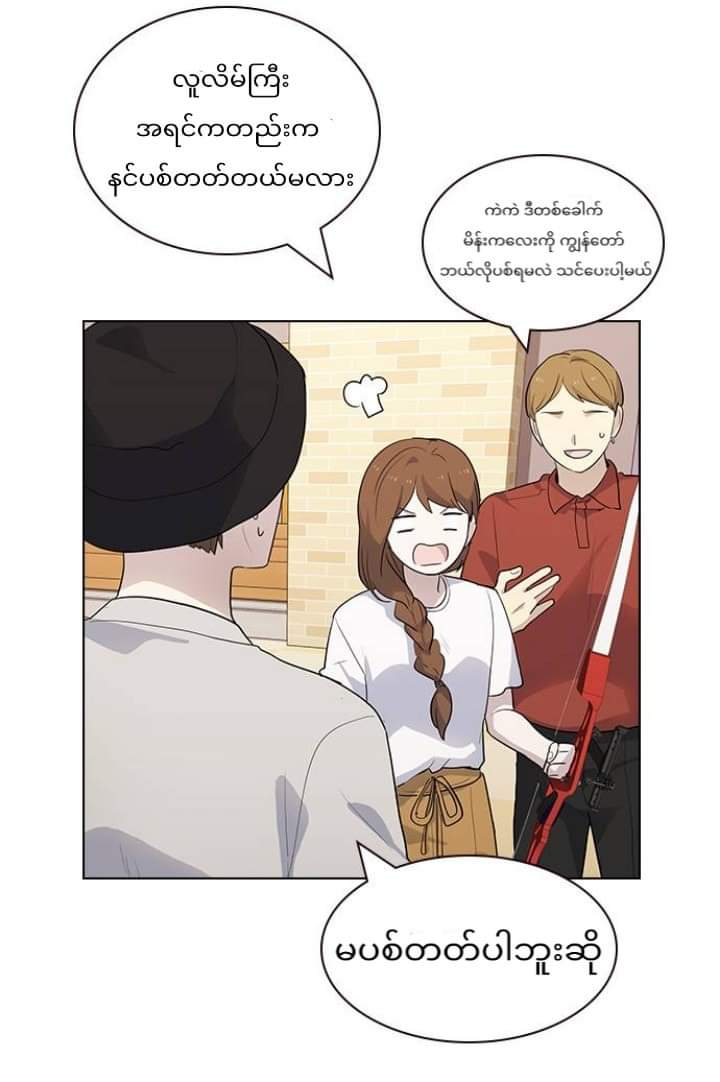 လူလိမ်ကြီး
အရင်ကတည်းက
နင်ပစ်တတ်တယ်မလား
ကဲကဲ ဒီတစ်ခေါက်
မိန်းကလေးကို ကျွန်တော်
ဘယ်လိုပစ်ရမလဲ သင်ပေးပါ့မယ်
မပစ်တတ်ပါဘူးဆို